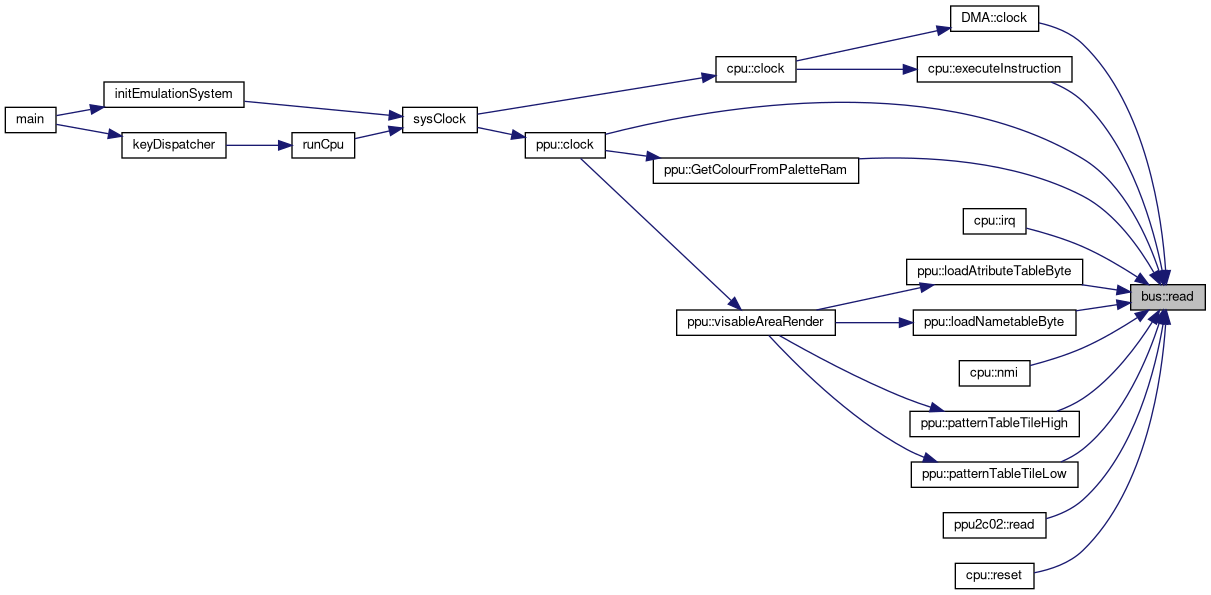 DMA::clock
cpu::clock
cpu::executeInstruction
initEmulationSystem
main
sysClock
keyDispatcher
runCpu
ppu::clock
ppu::GetColourFromPaletteRam
cpu::irq
ppu::loadAtributeTableByte
bus::read
ppu::visableAreaRender
ppu::loadNametableByte
cpu::nmi
ppu::patternTableTileHigh
ppu::patternTableTileLow
ppu2c02::read
cpu::reset